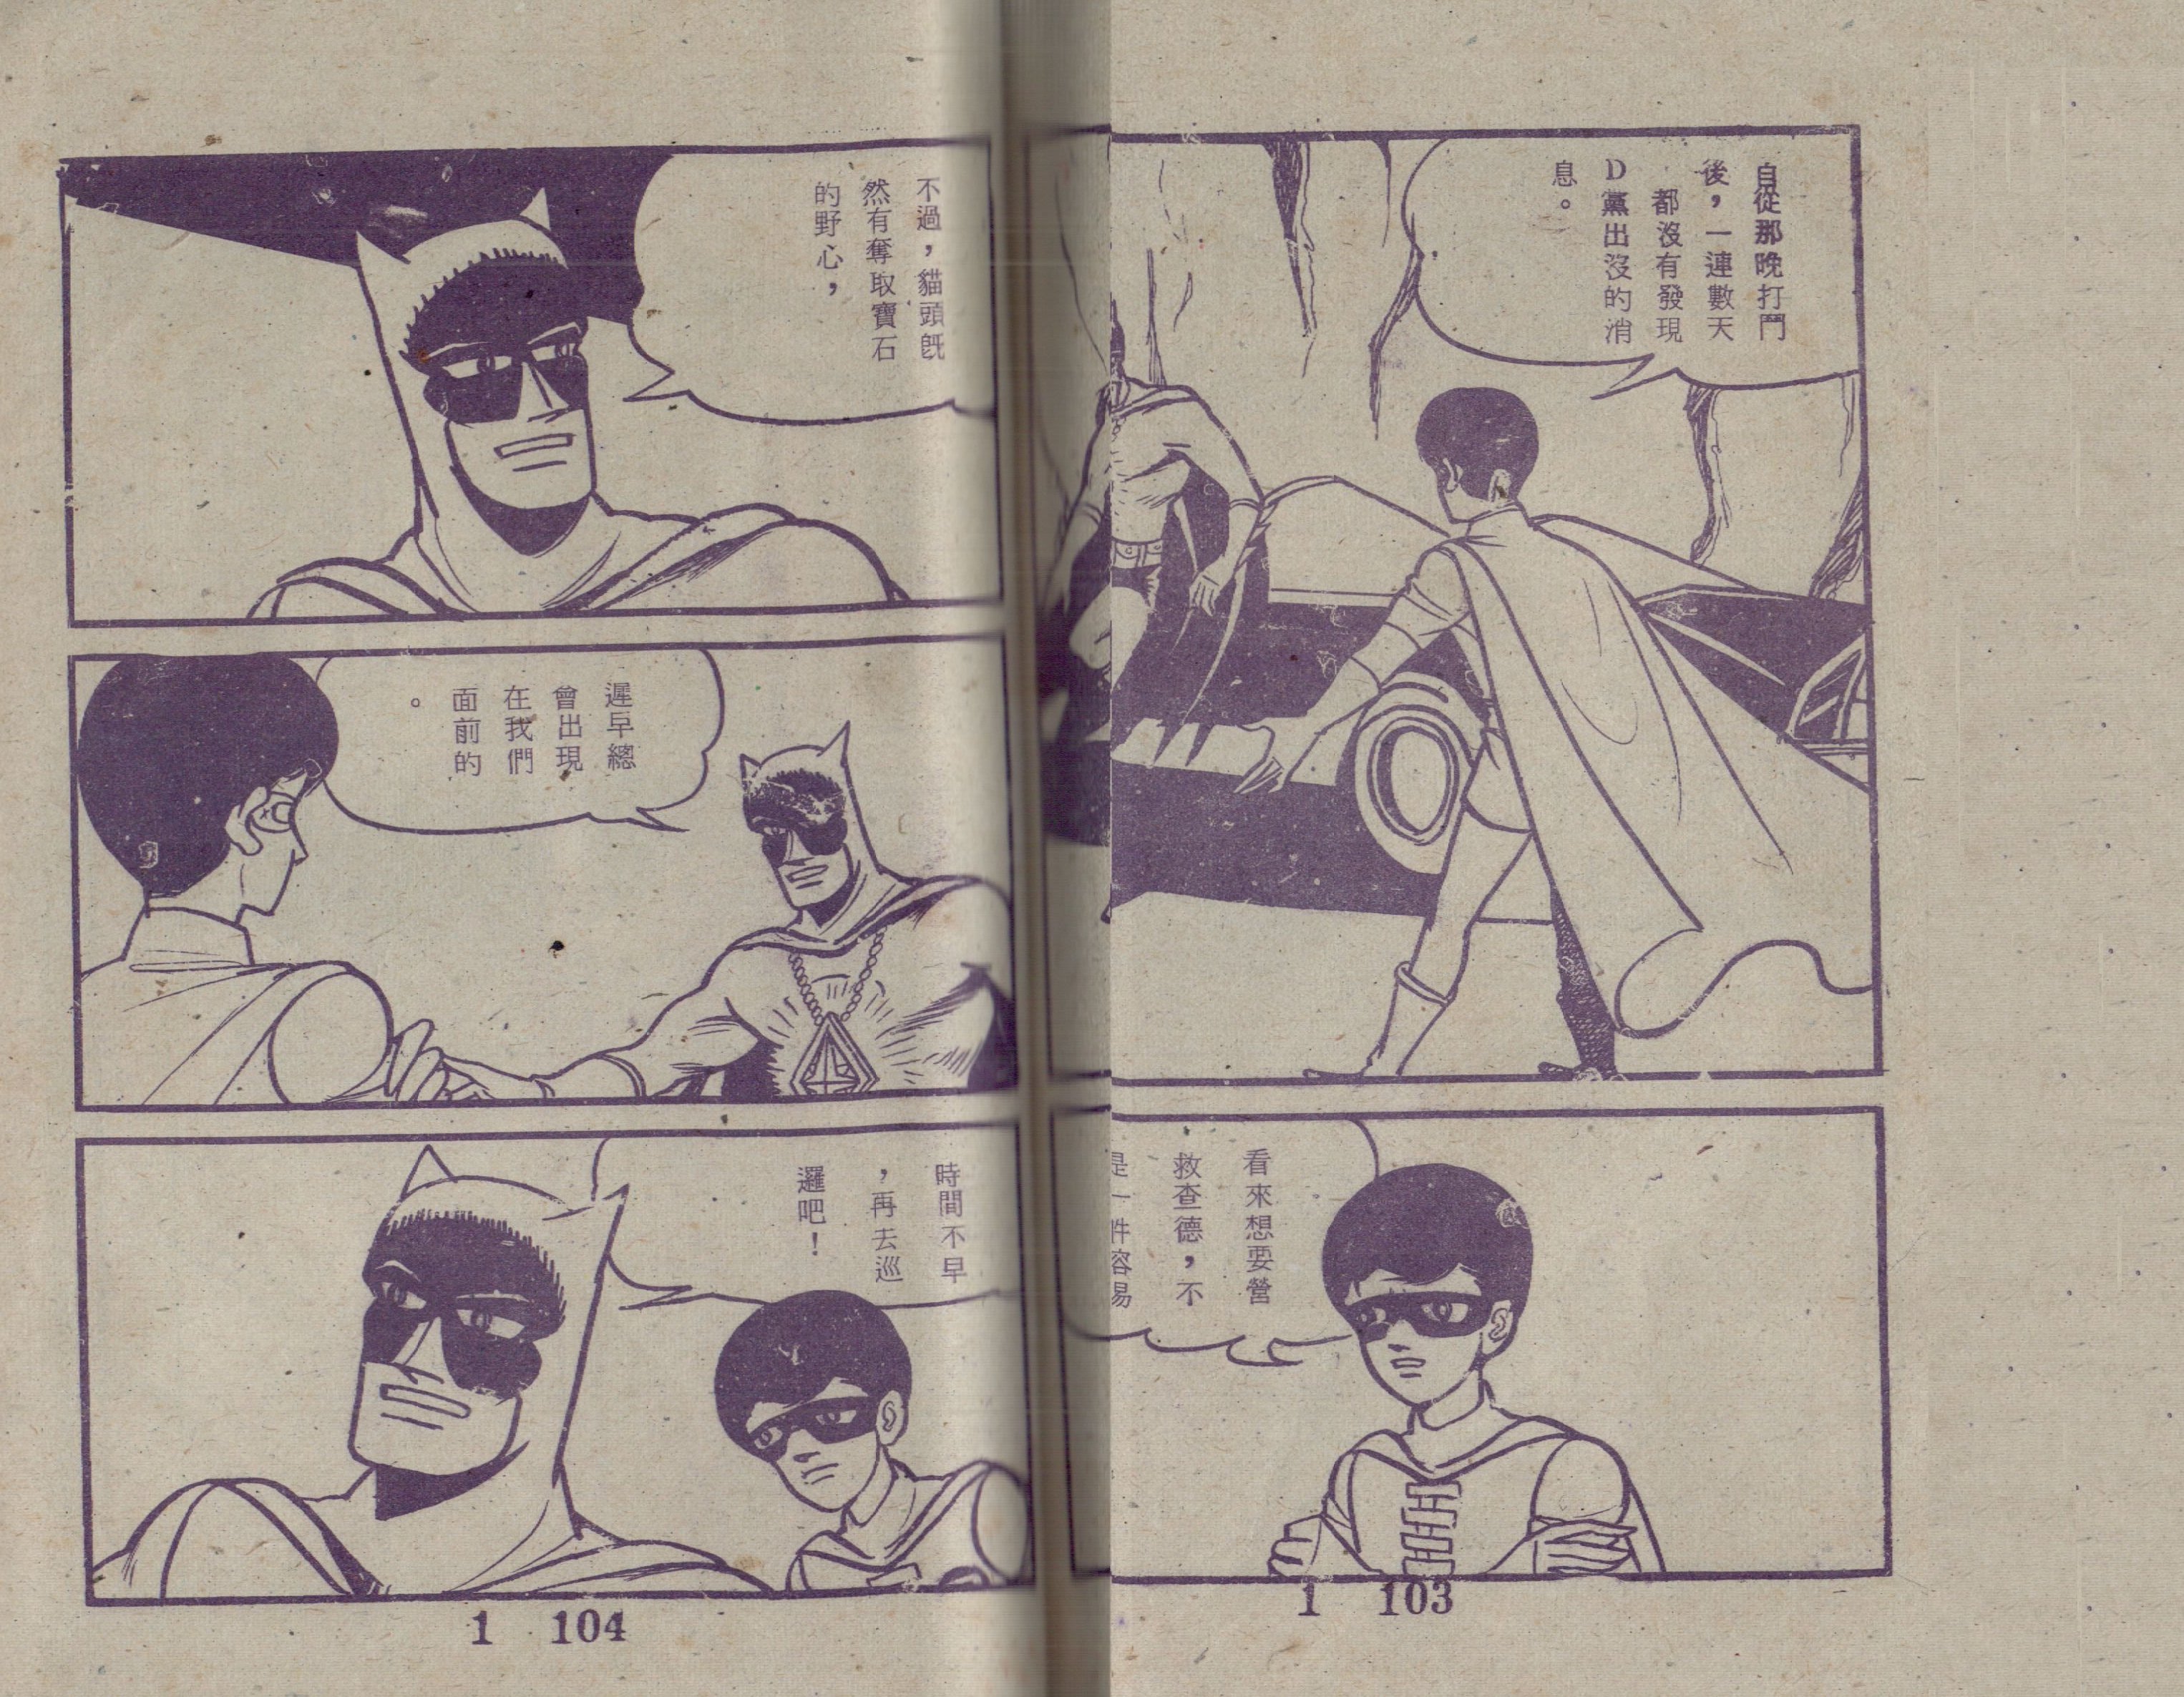 自從那晚打鬥
後，一連數天
都沒有發現
D黨出沒的消
息。
看來想要營
救查德，不
是一件容易
1 103
不過，貓頭旣
然有奪取寶石
的野心，
遲早總
會出現
在我們
面前的
。
時間不早
，再去巡
邏吧！
1 104